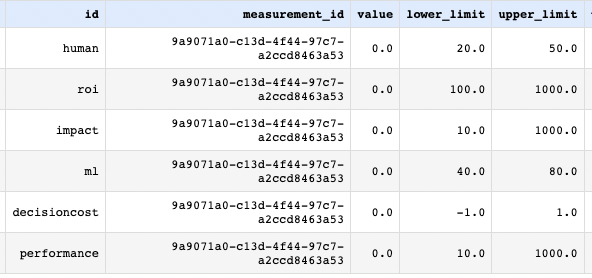 id measurement_id value lower_limit upper_limit
human 9a9071a0-c13d-4f44-97c7-a2ccd8463a53 0.0 20.0 50.0
roi 9a9071a0-c13d-4f44-97c7-a2ccd8463a53 0.0 100.0 1000.0
impact 9a9071a0-c13d-4f44-97c7-a2ccd8463a53 0.0 10.0 1000.0
ml 9a9071a0-c13d-4f44-97c7-a2ccd8463a53 0.0 40.0 80.0
decisioncost 9a9071a0-c13d-4f44-97c7-a2ccd8463a53 0.0 -1.0 1.0
performance 9a9071a0-c13d-4f44-97c7-a2ccd8463a53 0.0 10.0 1000.0